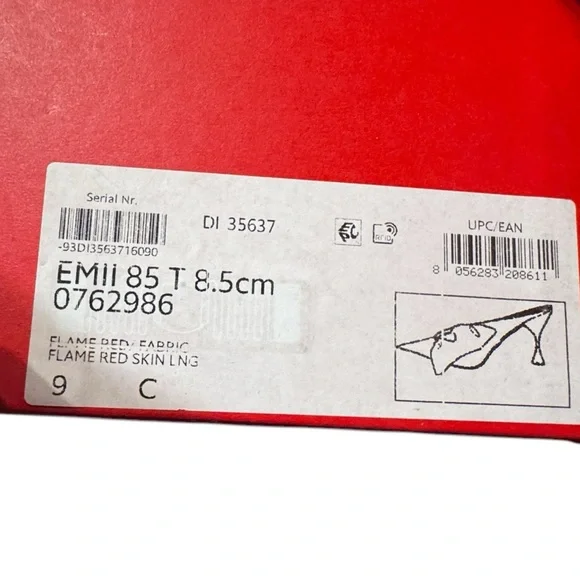 Serial Nr.
-93DI3563716090
DI 35637
RFID
UPC/EAN
8 056283 208611
EMII 85 T 8.5cm
0762986
FLAME RED/ FABRIC
FLAME RED SKIN LNG
9 C